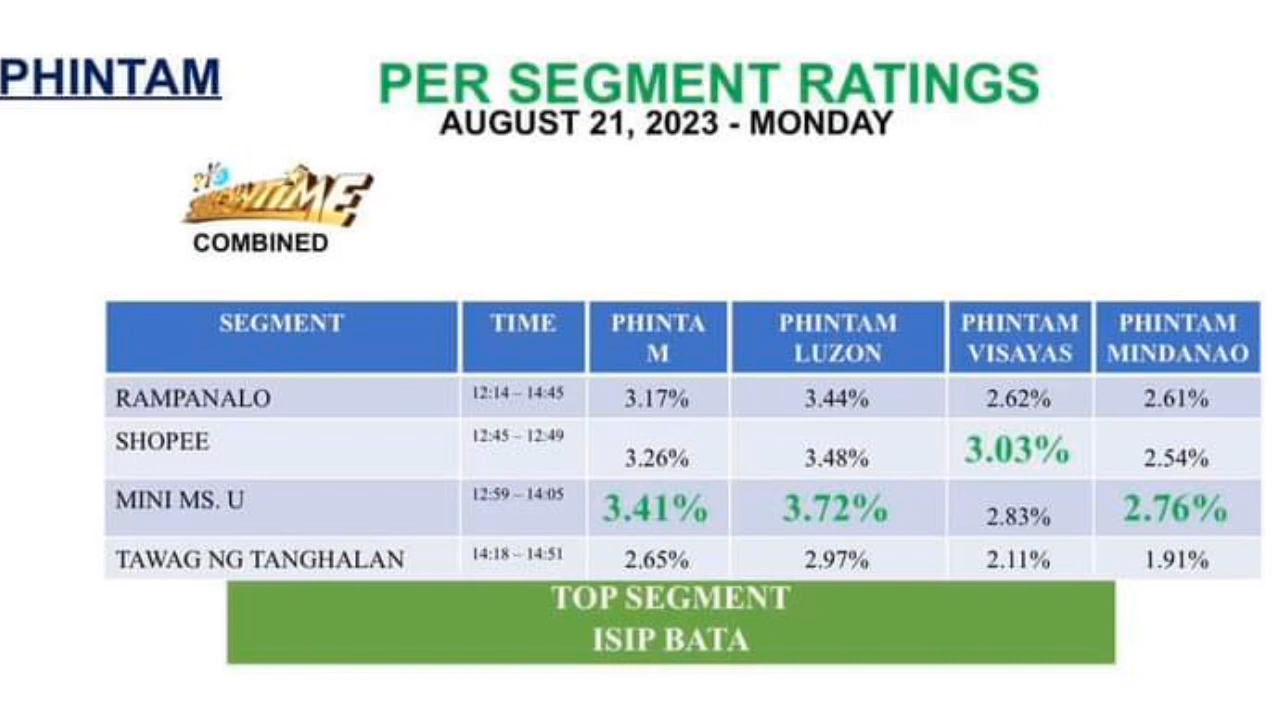 PHINTAM
PER SEGMENT RATINGS
AUGUST 21, 2023 - MONDAY
It's
SHOWTIME
COMBINED
SEGMENT TIME PHINTA PHINTAM PHINTAM PHINTAM
M LUZON VISAYAS MINDANAO
RAMPANALO 12:14 – 14:45 3.17% 3.44% 2.62% 2.61%
SHOPEE 12:45 – 12:49 3.26% 3.48% 3.03% 2.54%
MINI MS. U 12:59 – 14:05 3.41% 3.72% 2.83% 2.76%
TAWAG NG TANGHALAN 14:18 – 14:51 2.65% 2.97% 2.11% 1.91%
TOP SEGMENT
ISIP BATA